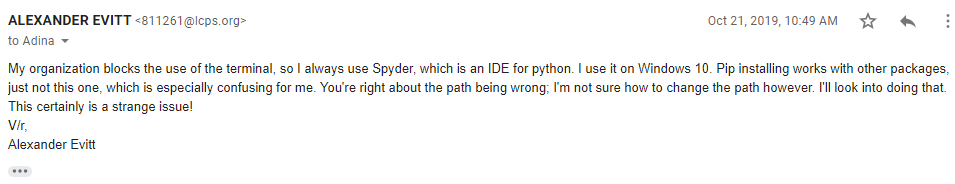 ALEXANDER EVITT <811261@lcps.org> Oct 21, 2019, 10:49 AM
to Adina
My organization blocks the use of the terminal, so I always use Spyder, which is an IDE for python. I use it on Windows 10. Pip installing works with other packages,
just not this one, which is especially confusing for me. You're right about the path being wrong; I'm not sure how to change the path however. I'll look into doing that.
This certainly is a strange issue!
V/r,
Alexander Evitt